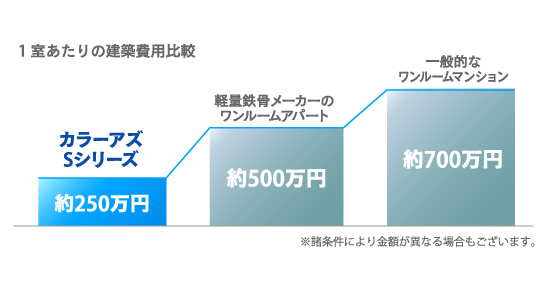 1室あたりの建築費用比較
カラーアズ
Sシリーズ
約250万円
軽量鉄骨メーカーの
ワンルームアパート
約500万円
一般的な
ワンルームマンション
約700万円
※諸条件により金額が異なる場合もございます。